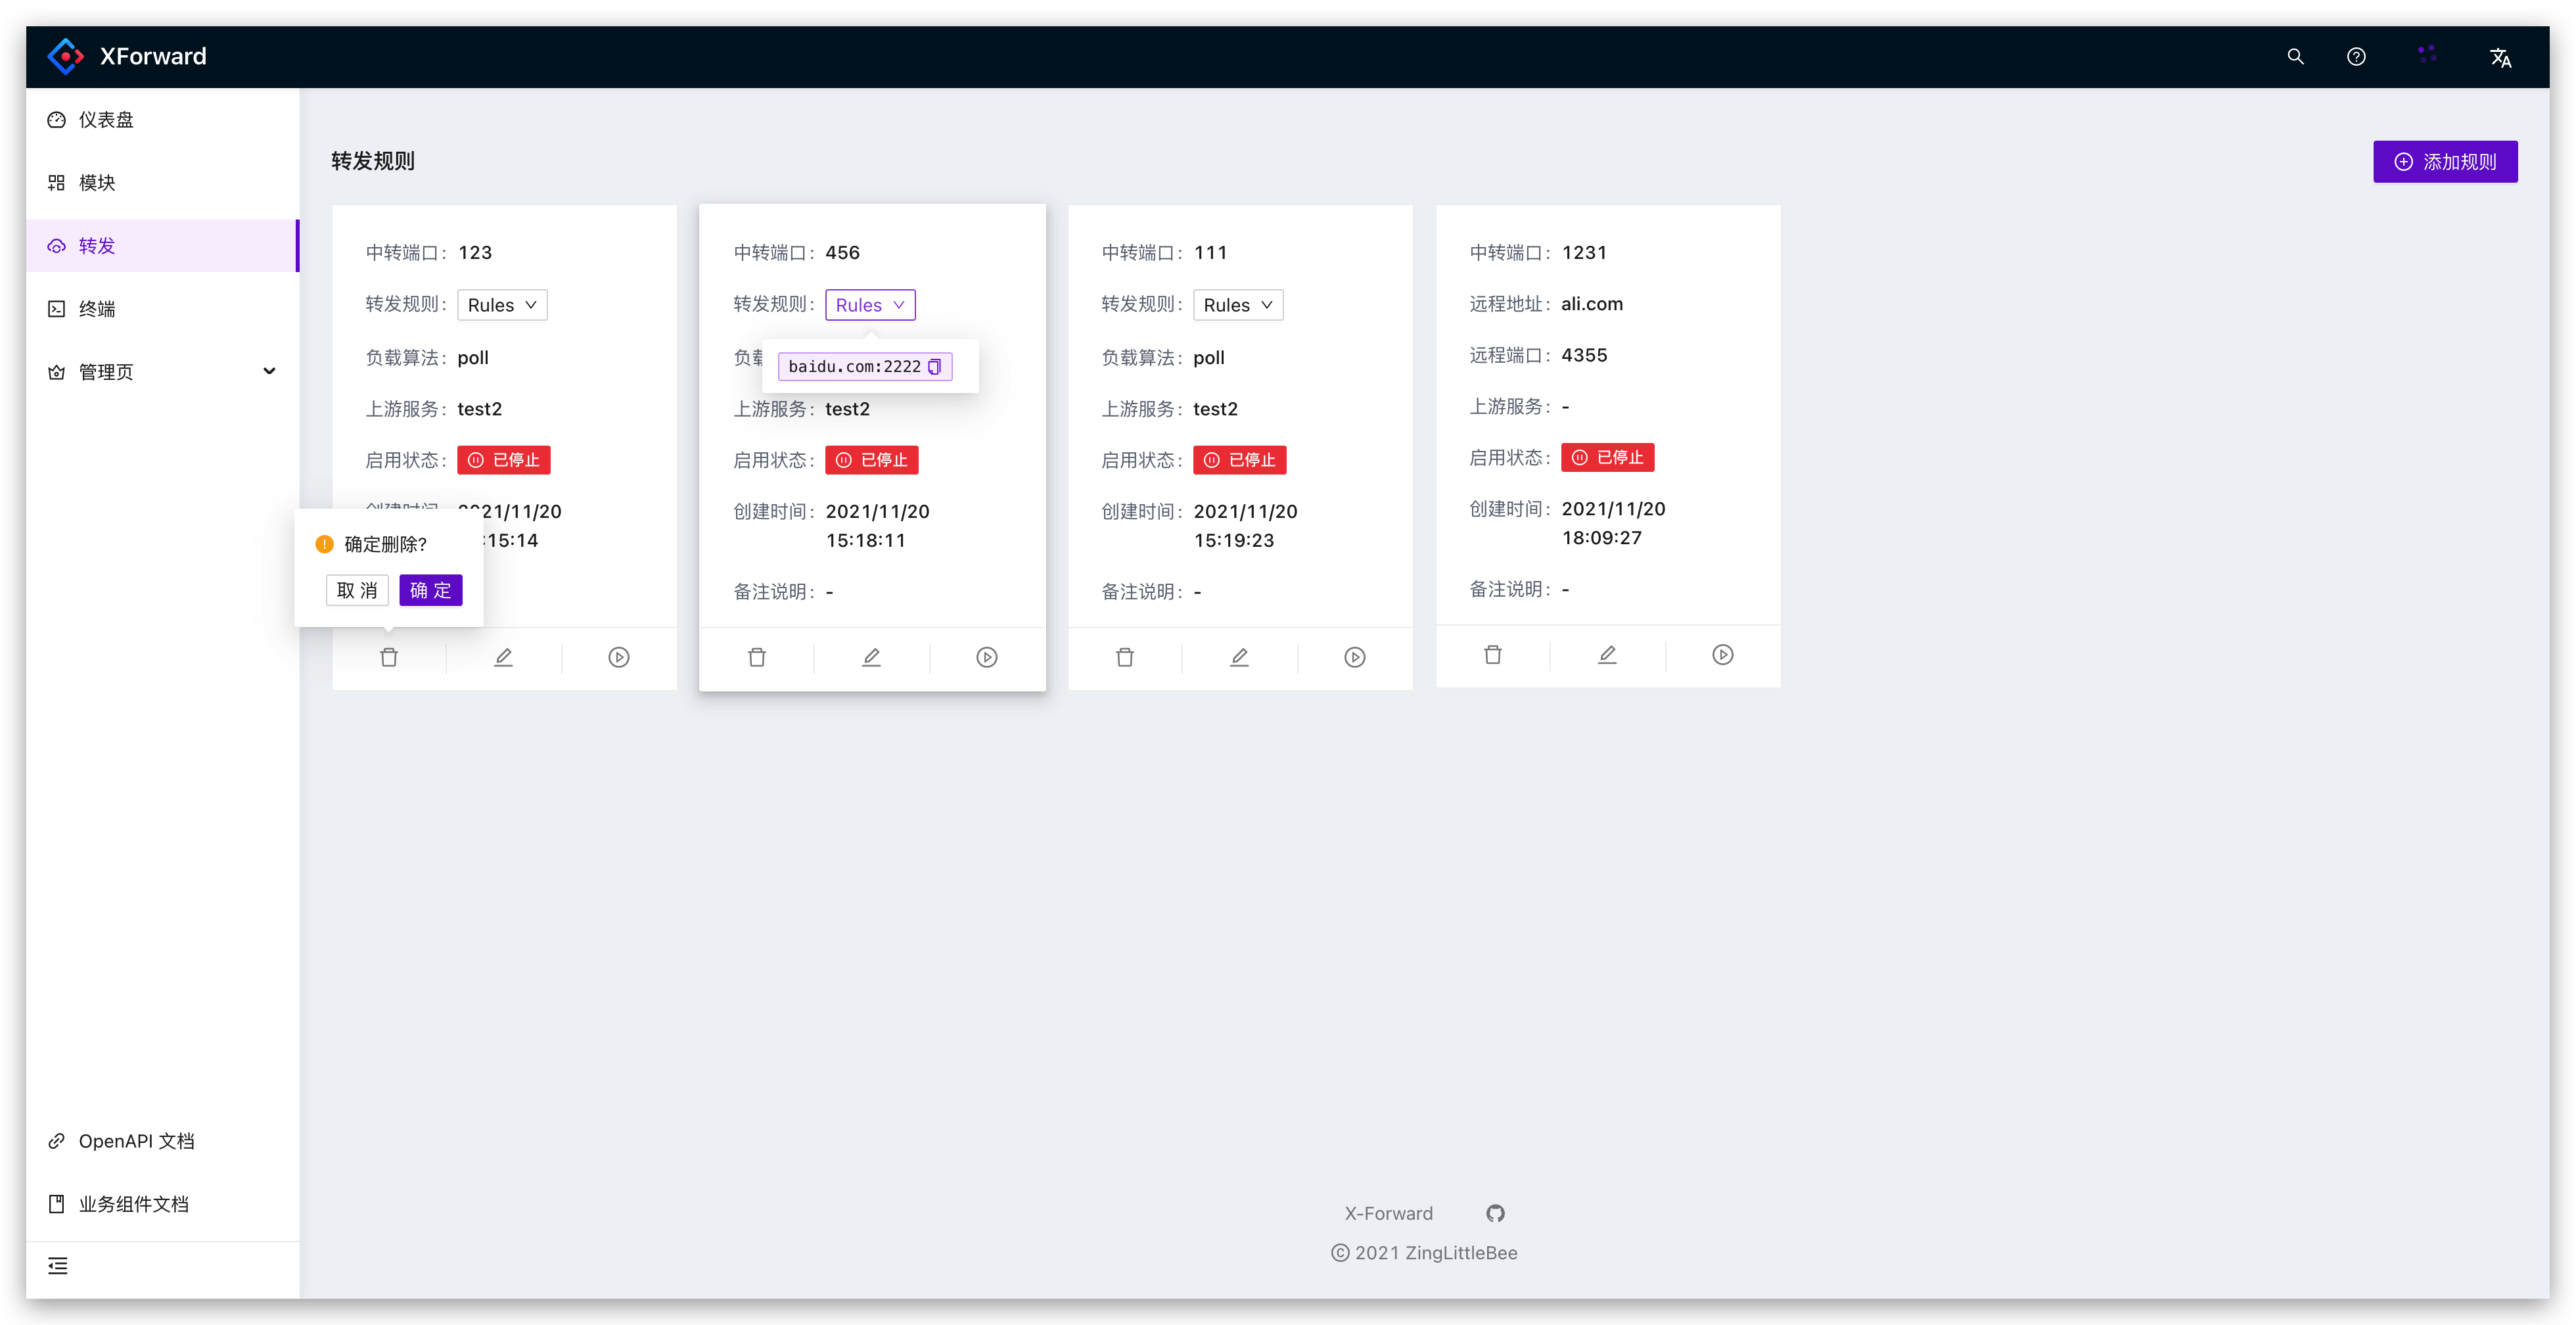 XForward
仪表盘
模块
转发
终端
管理页
OpenAPI 文档
业务组件文档
转发规则
添加规则
中转端口: 123
转发规则: Rules
负载算法: poll
上游服务: test2
启用状态: 已停止
创建时间: 2021/11/20
:15:14
确定删除?
取 消 确 定
中转端口: 456
转发规则: Rules
baidu.com:2222
上游服务: test2
启用状态: 已停止
创建时间: 2021/11/20
15:18:11
备注说明: -
中转端口: 111
转发规则: Rules
负载算法: poll
上游服务: test2
启用状态: 已停止
创建时间: 2021/11/20
15:19:23
备注说明: -
中转端口: 1231
远程地址: ali.com
远程端口: 4355
上游服务: -
启用状态: 已停止
创建时间: 2021/11/20
18:09:27
备注说明: -
X-Forward
© 2021 ZingLittleBee